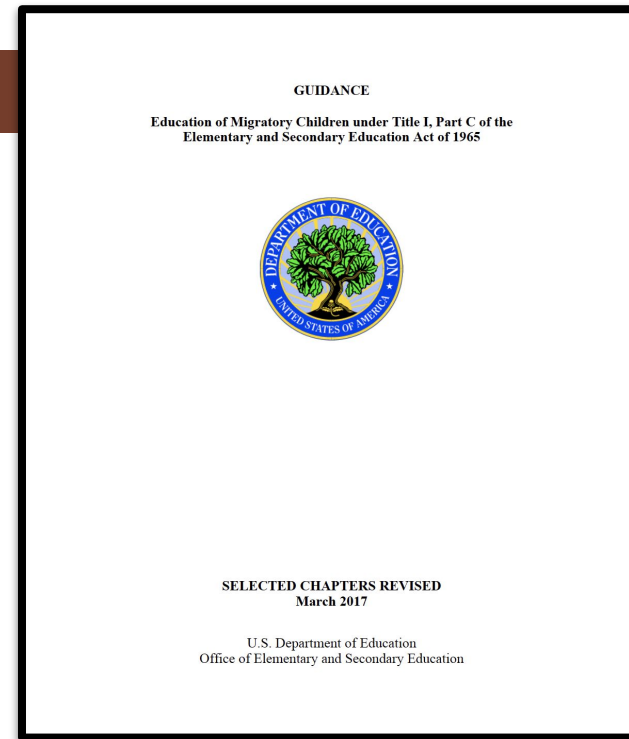 GUIDANCE
Education of Migratory Children under Title I, Part C of the
Elementary and Secondary Education Act of 1965
DEPARTMENT OF EDUCATION
UNITED STATES OF AMERICA
SELECTED CHAPTERS REVISED
March 2017
U.S. Department of Education
Office of Elementary and Secondary Education